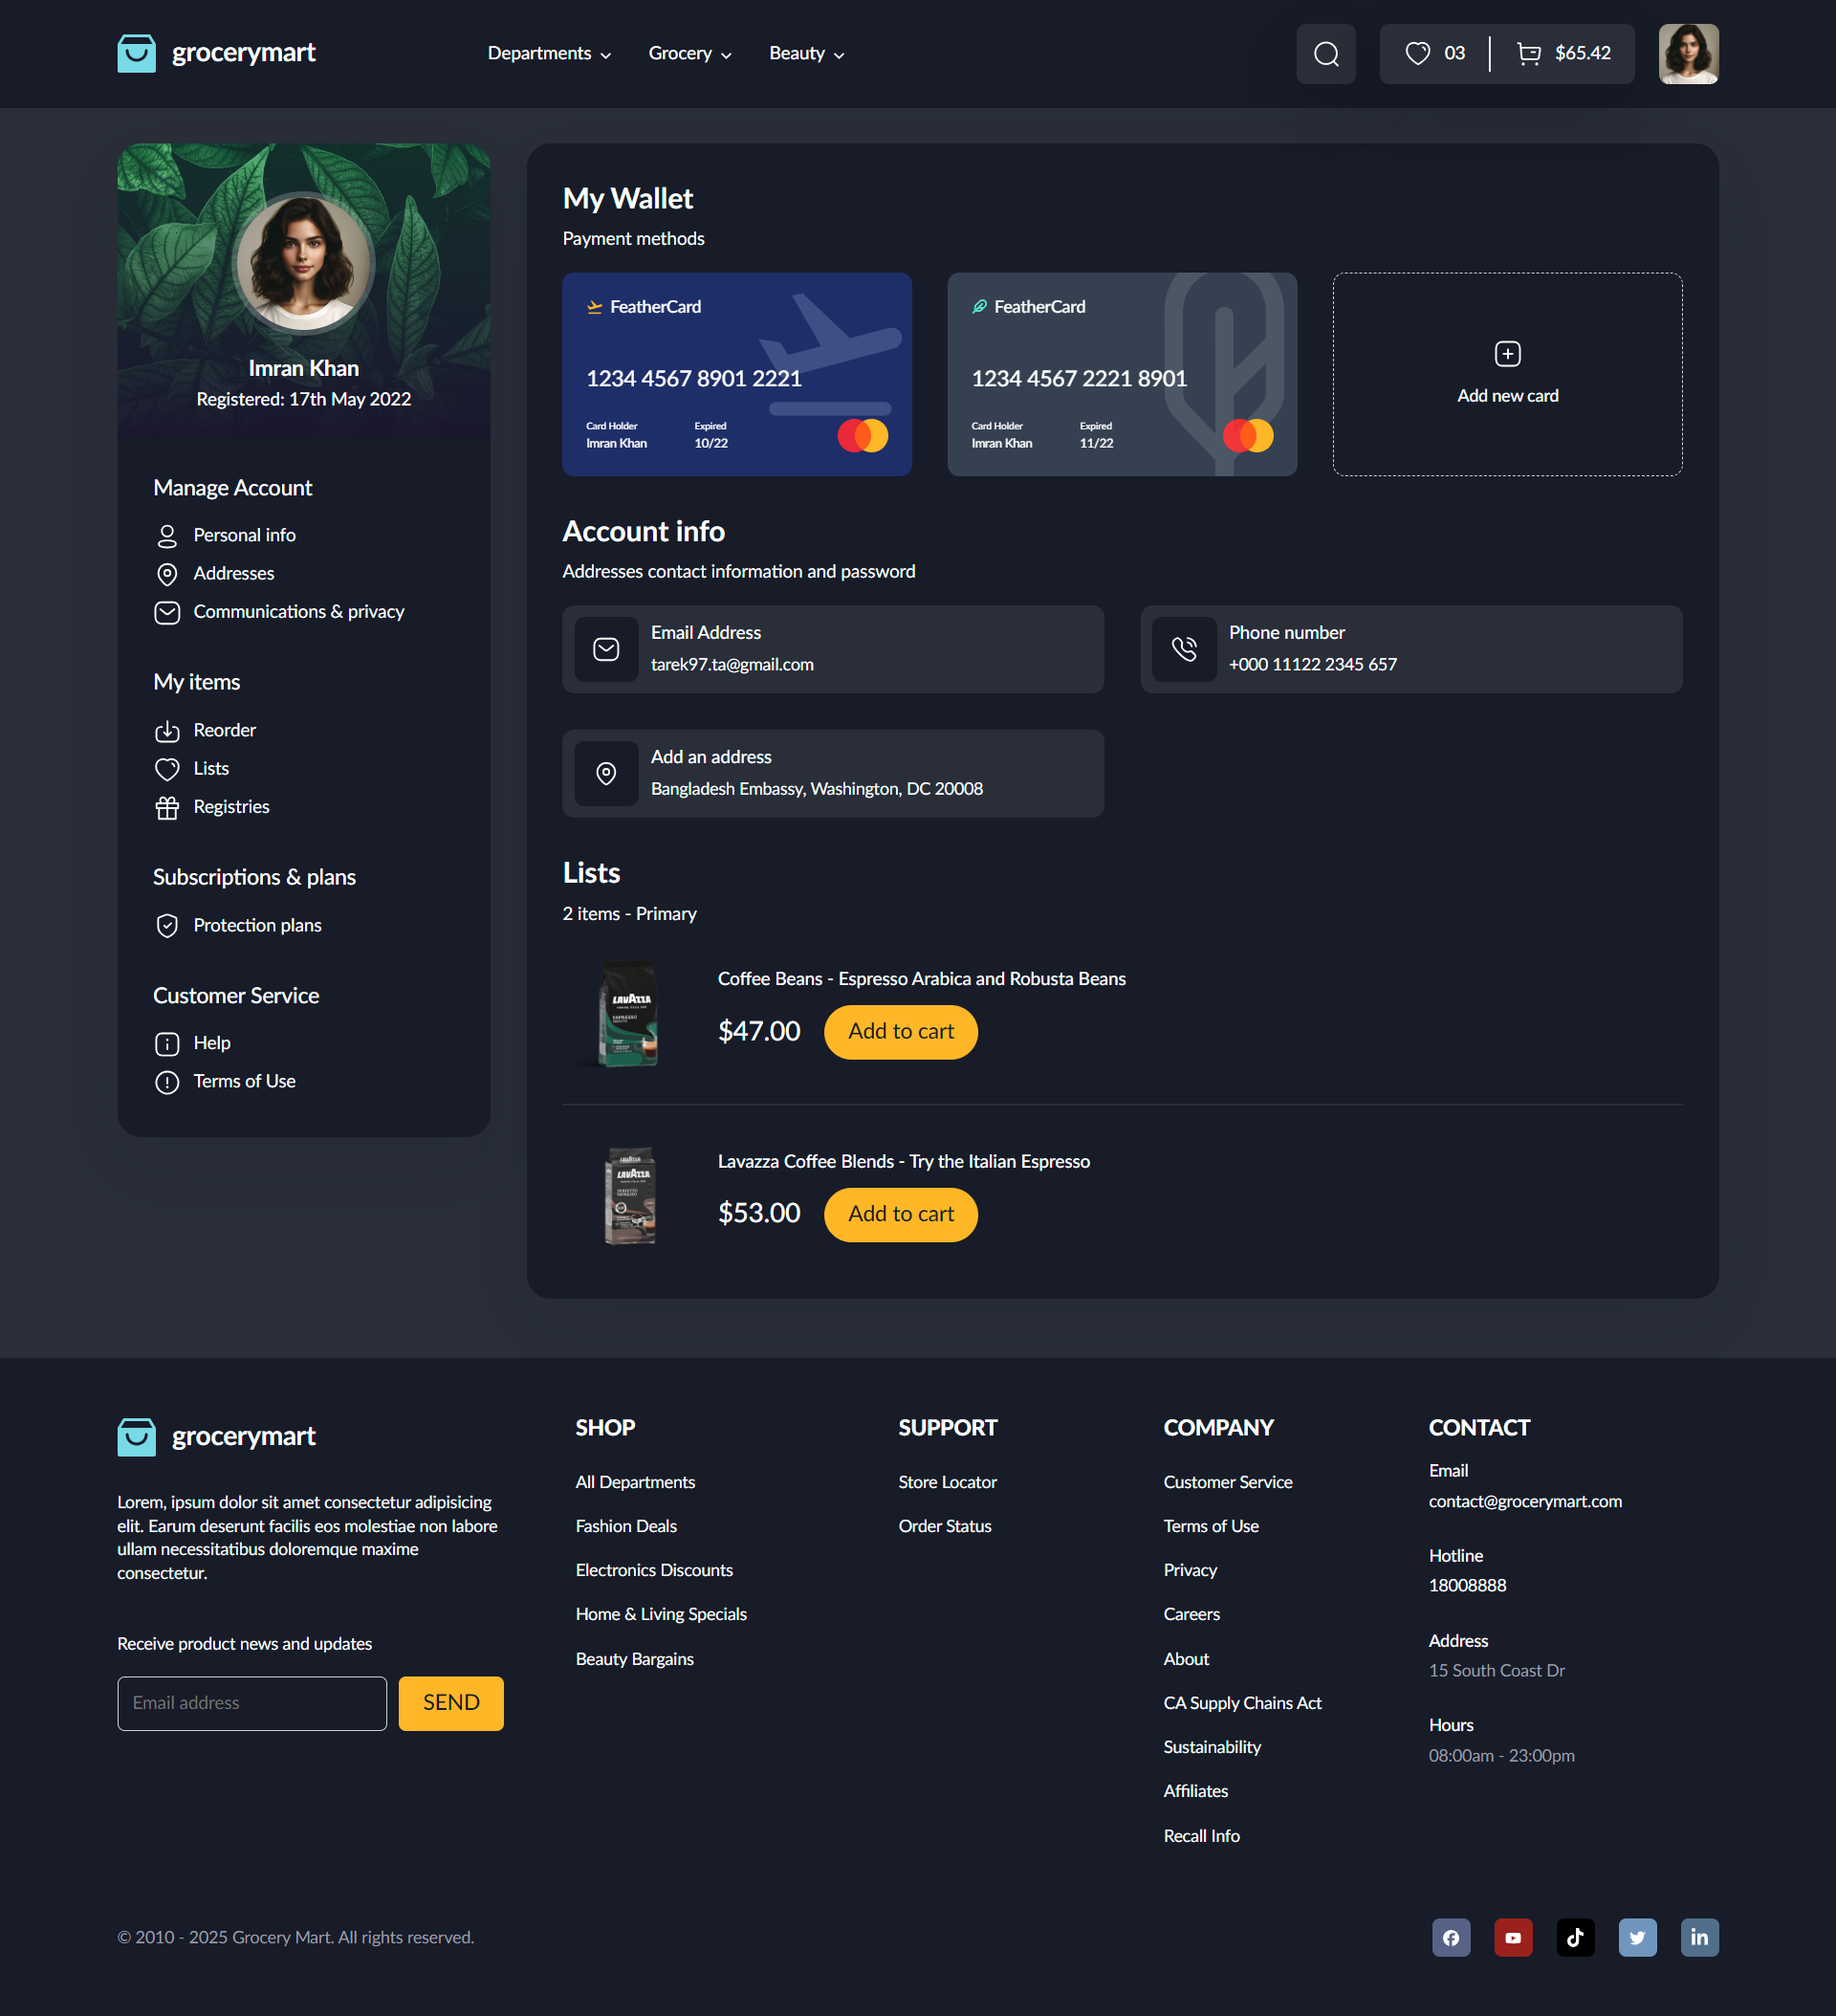 grocerymart
Departments
Grocery
Beauty
03
$65.42
Imran Khan
Registered: 17th May 2022
Manage Account
Personal info
Addresses
Communications & privacy
My items
Reorder
Lists
Registries
Subscriptions & plans
Protection plans
Customer Service
Help
Terms of Use
My Wallet
Payment methods
FeatherCard
1234 4567 8901 2221
Card Holder
Imran Khan
Expired
10/22
FeatherCard
1234 4567 2221 8901
Card Holder
Imran Khan
Expired
11/22
Add new card
Account info
Addresses contact information and password
Email Address
tarek97.ta@gmail.com
Phone number
+000 11122 2345 657
Add an address
Bangladesh Embassy, Washington, DC 20008
Lists
2 items - Primary
LAVAZZA
ESPRESSO
Coffee Beans - Espresso Arabica and Robusta Beans
$47.00
Add to cart
LAVAZZA
LAVAZZA
Lavazza Coffee Blends - Try the Italian Espresso
$53.00
Add to cart
grocerymart
Lorem, ipsum dolor sit amet consectetur adipisicing
elit. Earum deserunt facilis eos molestiae non labore
ullam necessitatibus doloremque maxime
consectetur.
Receive product news and updates
Email address
SEND
SHOP
All Departments
Fashion Deals
Electronics Discounts
Home & Living Specials
Beauty Bargains
SUPPORT
Store Locator
Order Status
COMPANY
Customer Service
Terms of Use
Privacy
Careers
About
CA Supply Chains Act
Sustainability
Affiliates
Recall Info
CONTACT
Email
contact@grocerymart.com
Hotline
18008888
Address
15 South Coast Dr
Hours
08:00am - 23:00pm
© 2010 - 2025 Grocery Mart. All rights reserved.
in